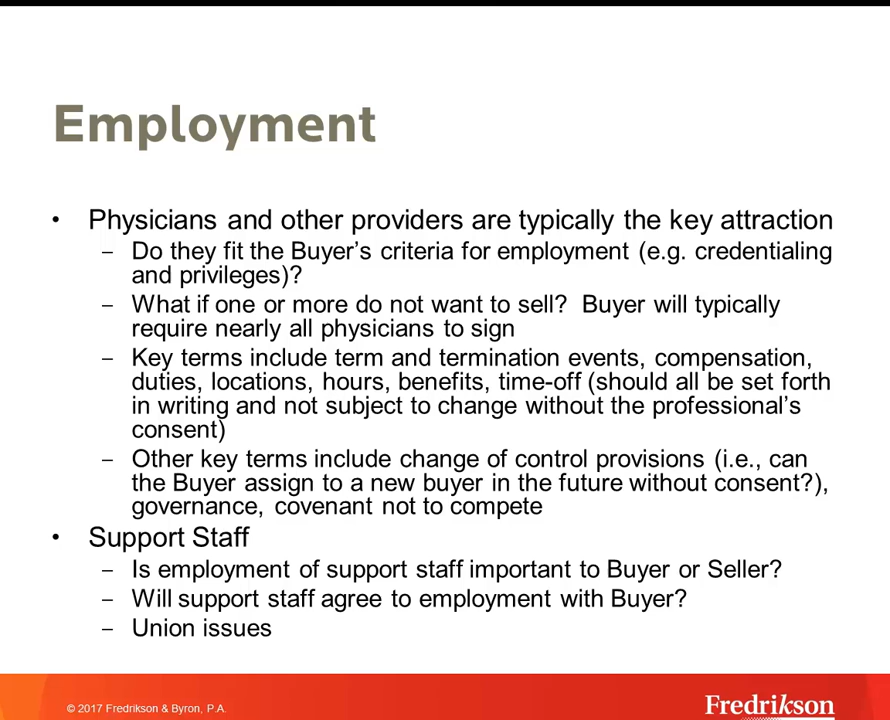 Employment
• Physicians and other providers are typically the key attraction
– Do they fit the Buyer’s criteria for employment (e.g. credentialing
and privileges)?
– What if one or more do not want to sell? Buyer will typically
require nearly all physicians to sign
– Key terms include term and termination events, compensation,
duties, locations, hours, benefits, time-off (should all be set forth
in writing and not subject to change without the professional’s
consent)
– Other key terms include change of control provisions (i.e., can
the Buyer assign to a new buyer in the future without consent?),
governance, covenant not to compete
• Support Staff
– Is employment of support staff important to Buyer or Seller?
– Will support staff agree to employment with Buyer?
– Union issues
© 2017 Fredrikson & Byron, P.A.
Fredrikson